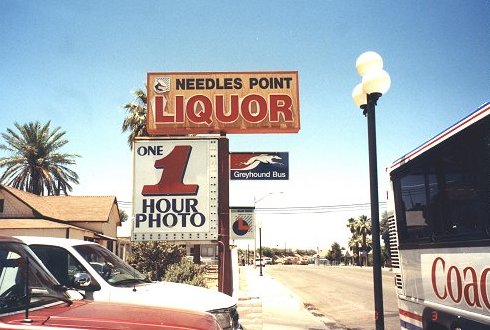 NEEDLES POINT
LIQUOR
ONE
1
HOUR
PHOTO
Greyhound Bus
L
Coac